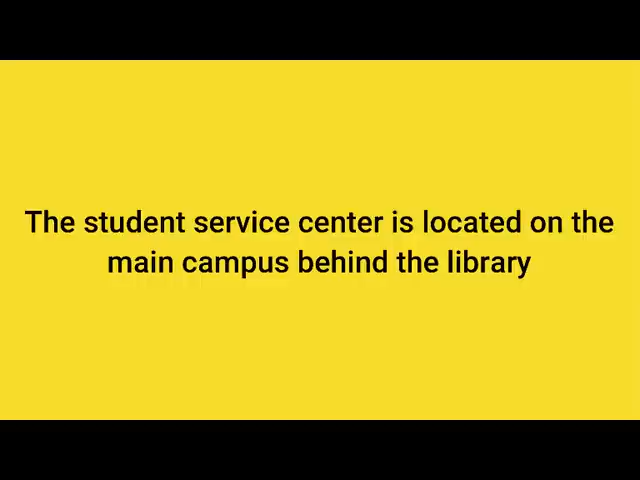 The student service center is located on the
main campus behind the library